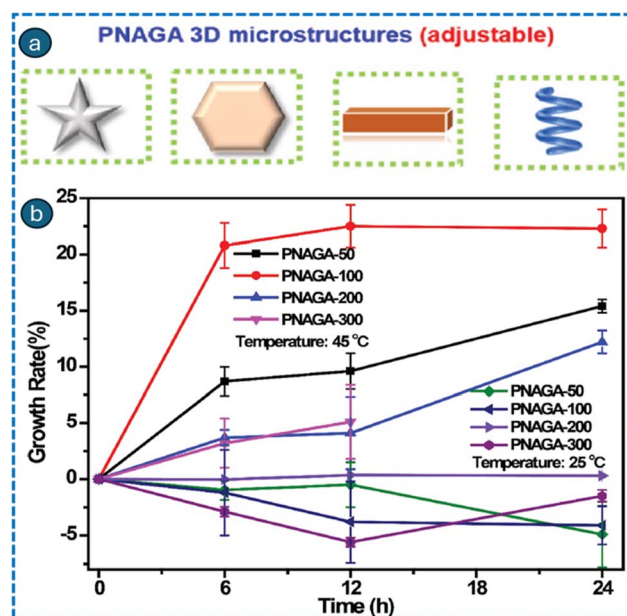 a
PNAGA 3D microstructures (adjustable)
b
25
20
15
10
5
0
-5
Growth Rate(%)
PNAGA-50
PNAGA-100
PNAGA-200
PNAGA-300
Temperature: 45 °C
PNAGA-50
PNAGA-100
PNAGA-200
PNAGA-300
Temperature: 25 °C
0 6 12 18 24
Time (h)